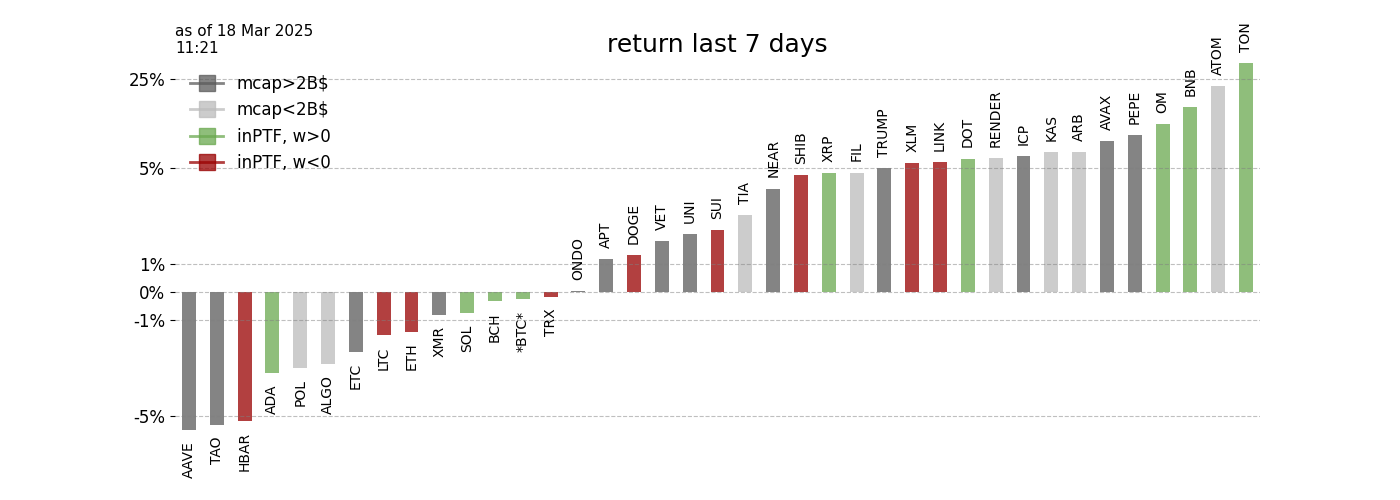 as of 18 Mar 2025
11:21
return last 7 days
25%
5%
1%
0%
-1%
-5%
mcap>2B$
mcap<2B$
inPTF, w>0
inPTF, w<0
AAVE
TAO
HBAR
ADA
POL
ALGO
ETC
LTC
ETH
XMR
SOL
BCH
*BTC*
TRX
ONDO
APT
DOGE
VET
UNI
SUI
TIA
NEAR
SHIB
XRP
FIL
TRUMP
XLM
LINK
DOT
RENDER
ICP
KAS
ARB
AVAX
PEPE
OM
BNB
ATOM
TON